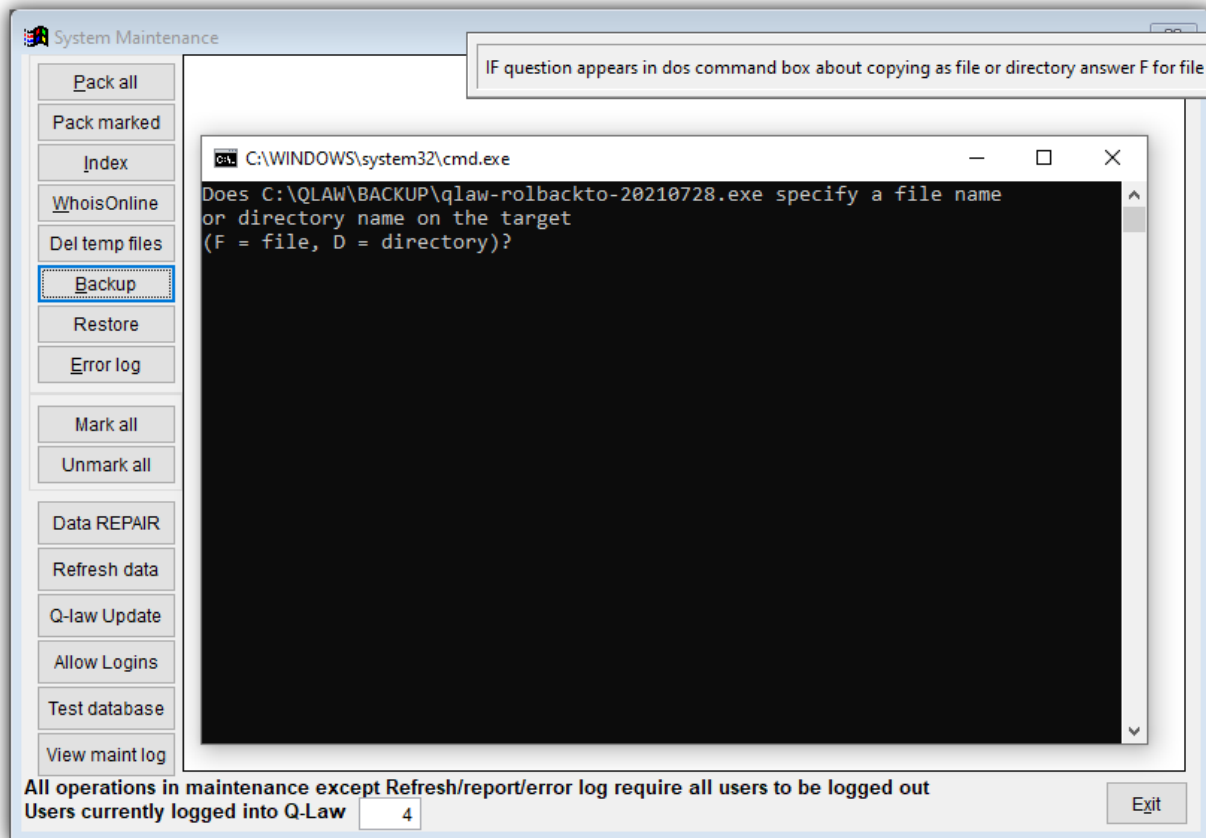 System Maintenance
IF question appears in dos command box about copying as file or directory answer F for file
Pack all
Pack marked
Index
WhoisOnline
Del temp files
Backup
Restore
Error log
Mark all
Unmark all
Data REPAIR
Refresh data
Q-law Update
Allow Logins
Test database
View maint log
C:\WINDOWS\system32\cmd.exe
Does C:\QLAW\BACKUP\qlaw-rolbackto-20210728.exe specify a file name
or directory name on the target
(F = file, D = directory)?
All operations in maintenance except Refresh/report/error log require all users to be logged out
Users currently logged into Q-Law 4
Exit